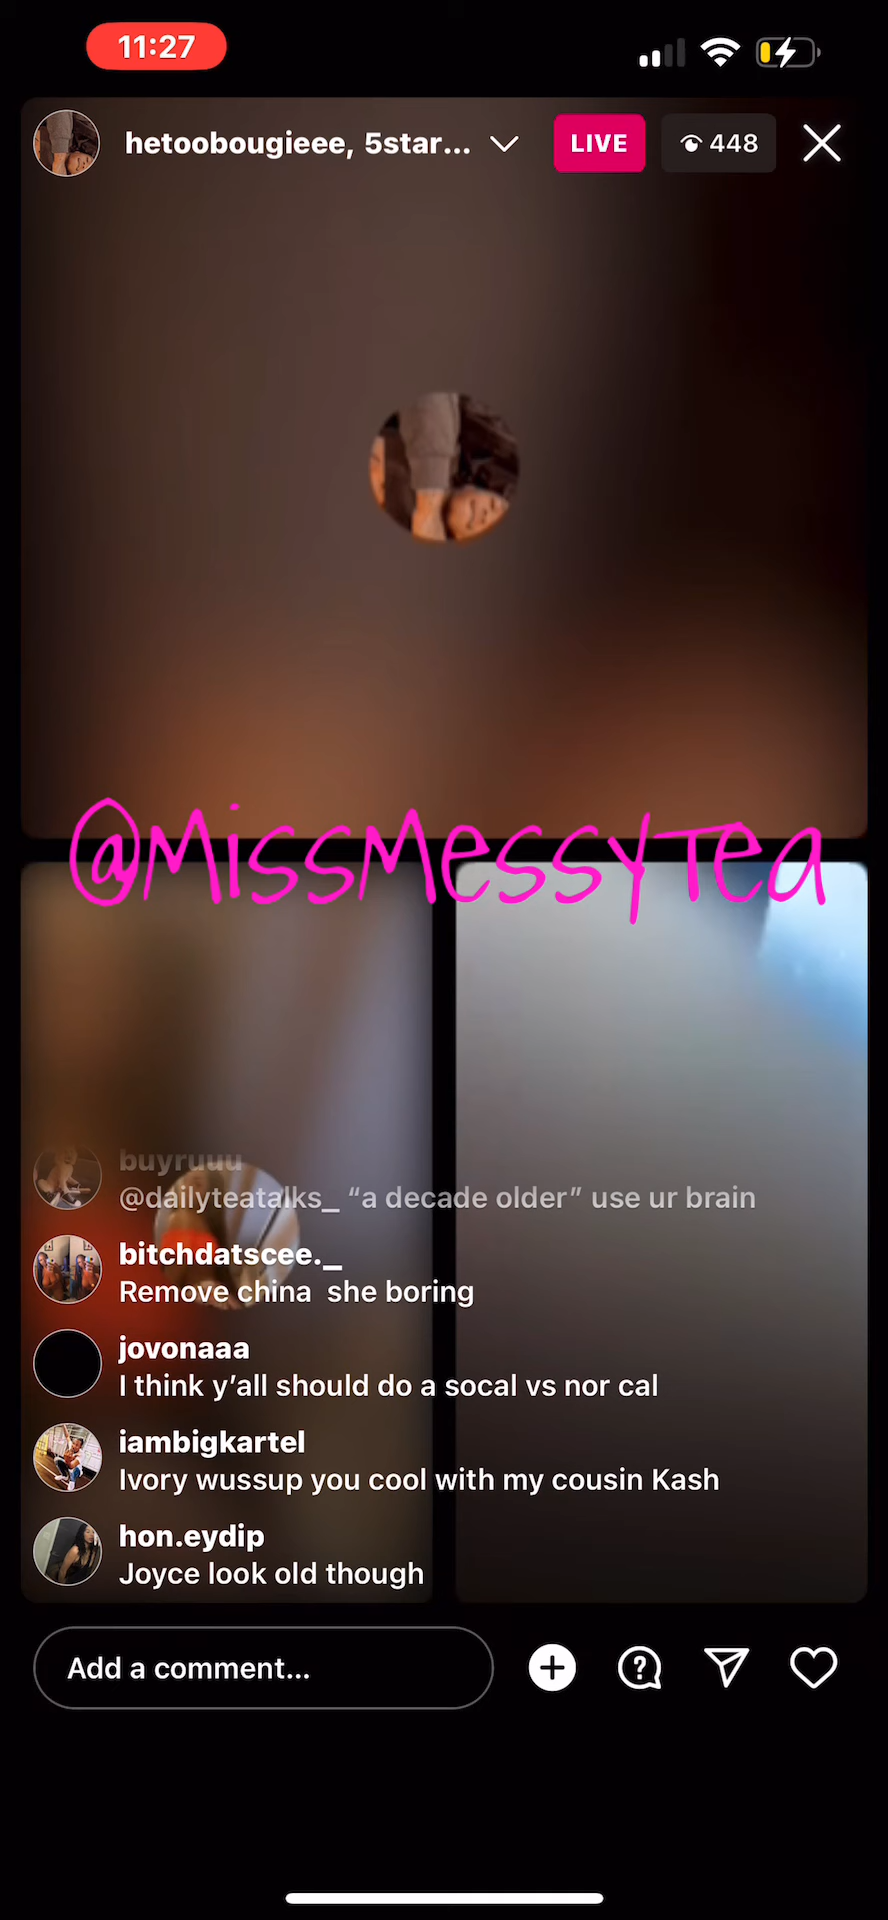 11:27
hetoobougieee, 5star...
LIVE
448
@MissMessyTea
buyruuu
@dailyteatalks_ “a decade older” use ur brain
bitchdatscee._
Remove china  she boring
jovonaaa
I think y’all should do a socal vs nor cal
iambigkartel
Ivory wussup you cool with my cousin Kash
hon.eydip
Joyce look old though
Add a comment...